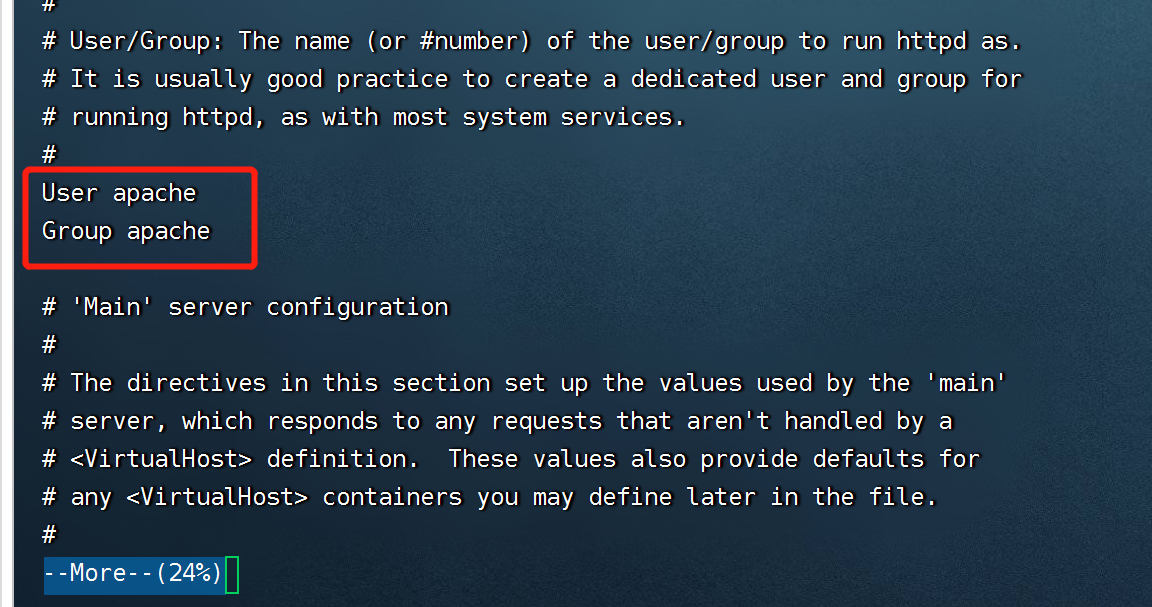 #
# User/Group: The name (or #number) of the user/group to run httpd as.
# It is usually good practice to create a dedicated user and group for
# running httpd, as with most system services.
#
User apache
Group apache
# 'Main' server configuration
#
# The directives in this section set up the values used by the 'main'
# server, which responds to any requests that aren't handled by a
# <VirtualHost> definition.  These values also provide defaults for
# any <VirtualHost> containers you may define later in the file.
#
--More--(24%)